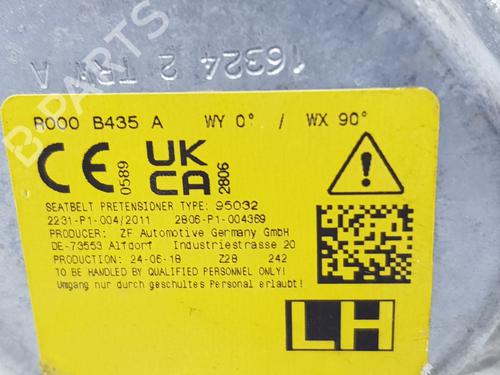 16324 2 TRW A
B-PARTS
R000 B435 A WY 0° / WX 90°
CE 0589 UK CA 2806
SEATBELT PRETENSIONER TYPE: 95032
2231-P1-004/2011 2806-P1-004369
PRODUCER: ZF Automotive Germany GmbH
DE-73553 Alfdorf Industriestrasse 20
PRODUCTION: 24-06-18 Z28 242
TO BE HANDLED BY QUALIFIED PERSONNEL ONLY!
Umgang nur durch geschultes Personal erlaubt!
LH